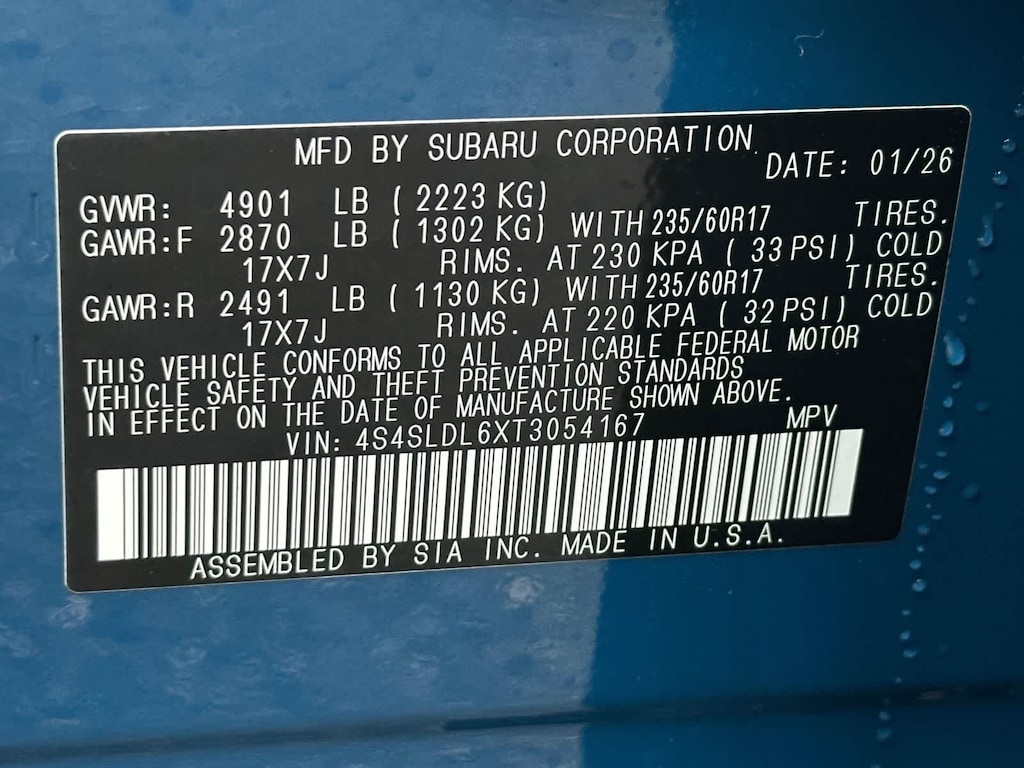 MFD BY SUBARU CORPORATION
DATE: 01/26
GVWR: 4901 LB ( 2223 KG)
GAWR:F 2870 LB ( 1302 KG) WITH 235/60R17 TIRES.
17X7J RIMS. AT 230 KPA ( 33 PSI) COLD
GAWR:R 2491 LB ( 1130 KG) WITH 235/60R17 TIRES.
17X7J RIMS. AT 220 KPA ( 32 PSI) COLD
THIS VEHICLE CONFORMS TO ALL APPLICABLE FEDERAL MOTOR
VEHICLE SAFETY AND THEFT PREVENTION STANDARDS
IN EFFECT ON THE DATE OF MANUFACTURE SHOWN ABOVE.
VIN: 4S4SLDL6XT3054167 MPV
ASSEMBLED BY SIA INC. MADE IN U.S.A.